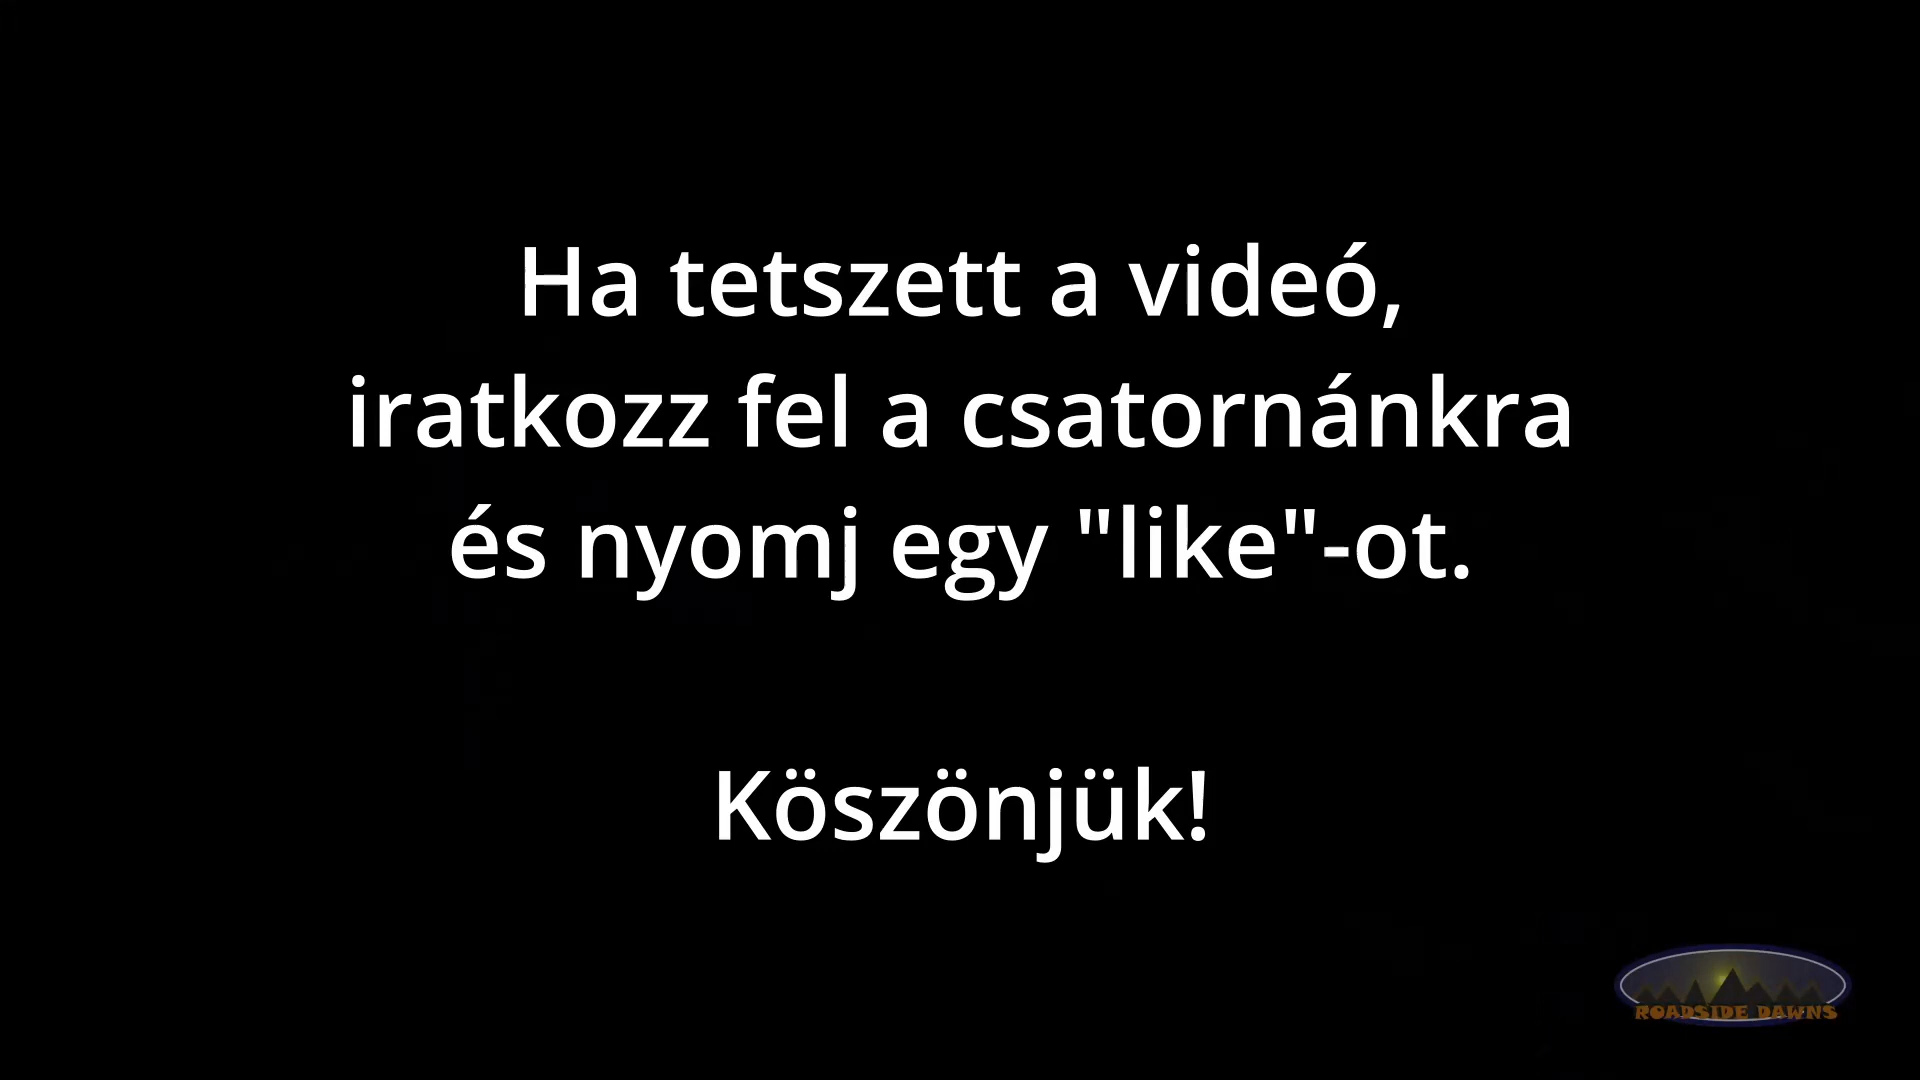 Ha tetszett a videó,
iratkozz fel a csatornánkra
és nyomj egy "like"-ot.
Köszönjük!
ROADSIDE DAWNS